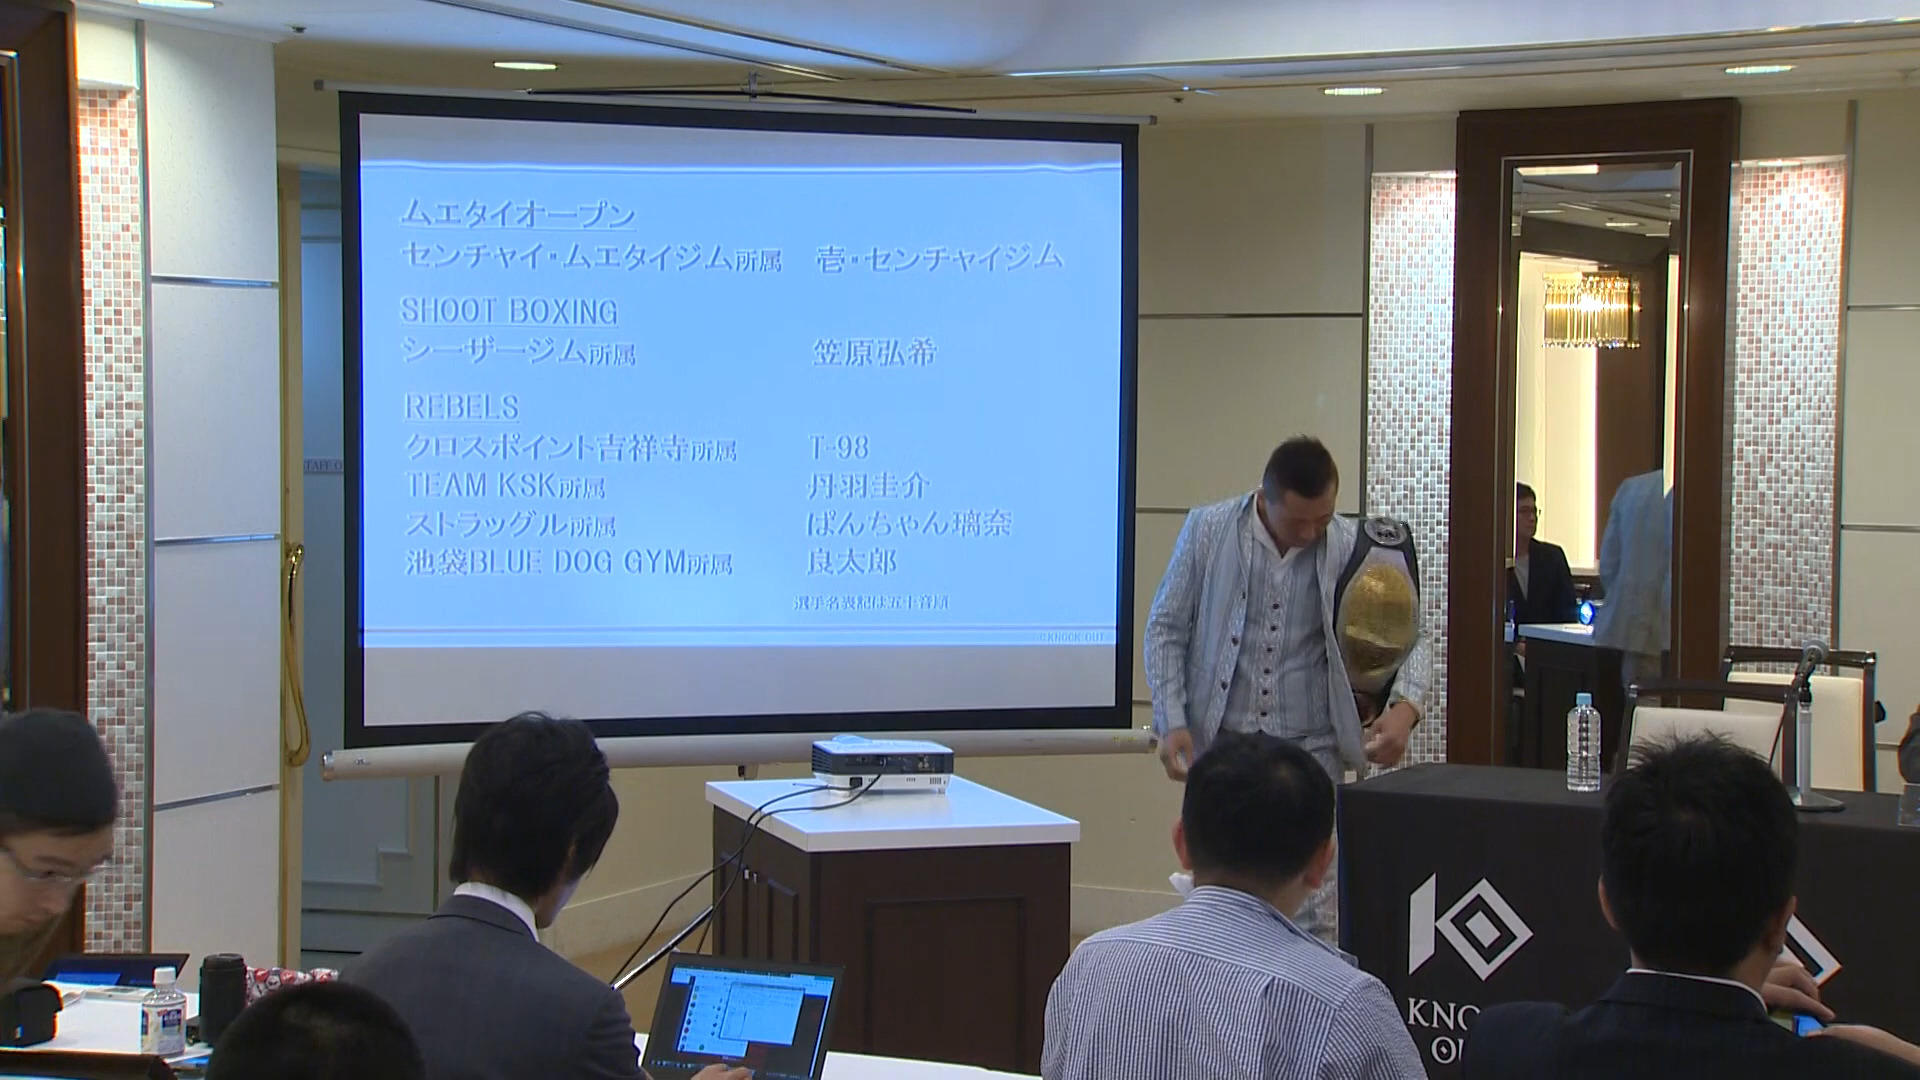 ムエタイオープン
センチャイ・ムエタイジム所属 壱・センチャイジム
SHOOT BOXING
シーザージム所属 笠原弘希
REBELS
クロスポイント吉祥寺所属 T-98
TEAM KSK所属 丹羽圭介
ストラッグル所属 ぱんちゃん璃奈
池袋BLUE DOG GYM所属 良太郎
選手名表記は五十音順
©KNOCK OUT